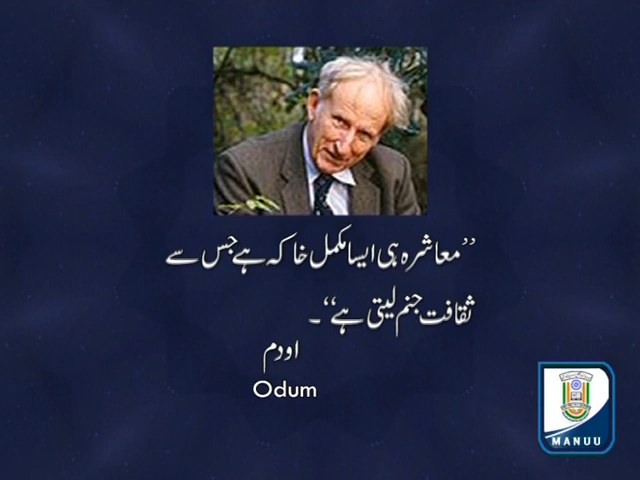 ”معاشرہ ہی ایسا مکمل خاکہ ہے جس سے
ثقافت جنم لیتی ہے“۔
اودم
Odum
MANUU